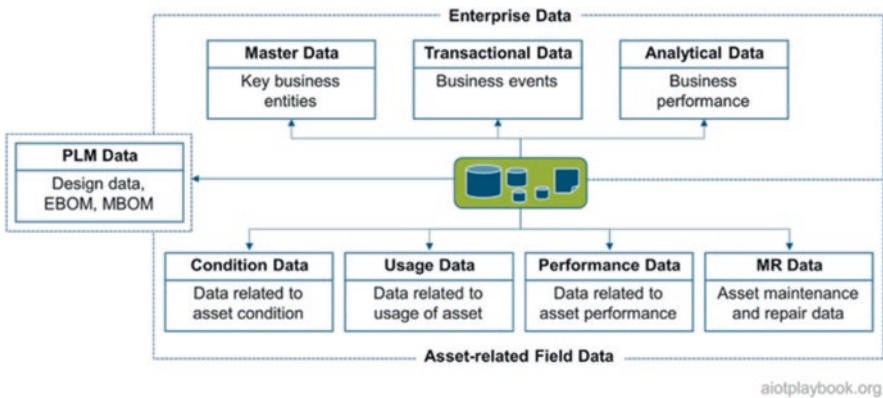 Enterprise Data
Master Data
Key business
entities
Transactional Data
Business events
Analytical Data
Business
performance
PLM Data
Design data,
EBOM, MBOM
Condition Data
Data related to
asset condition
Usage Data
Data related to
usage of asset
Performance Data
Data related to
asset performance
MR Data
Asset maintenance
and repair data
Asset-related Field Data
aiotplaybook.org